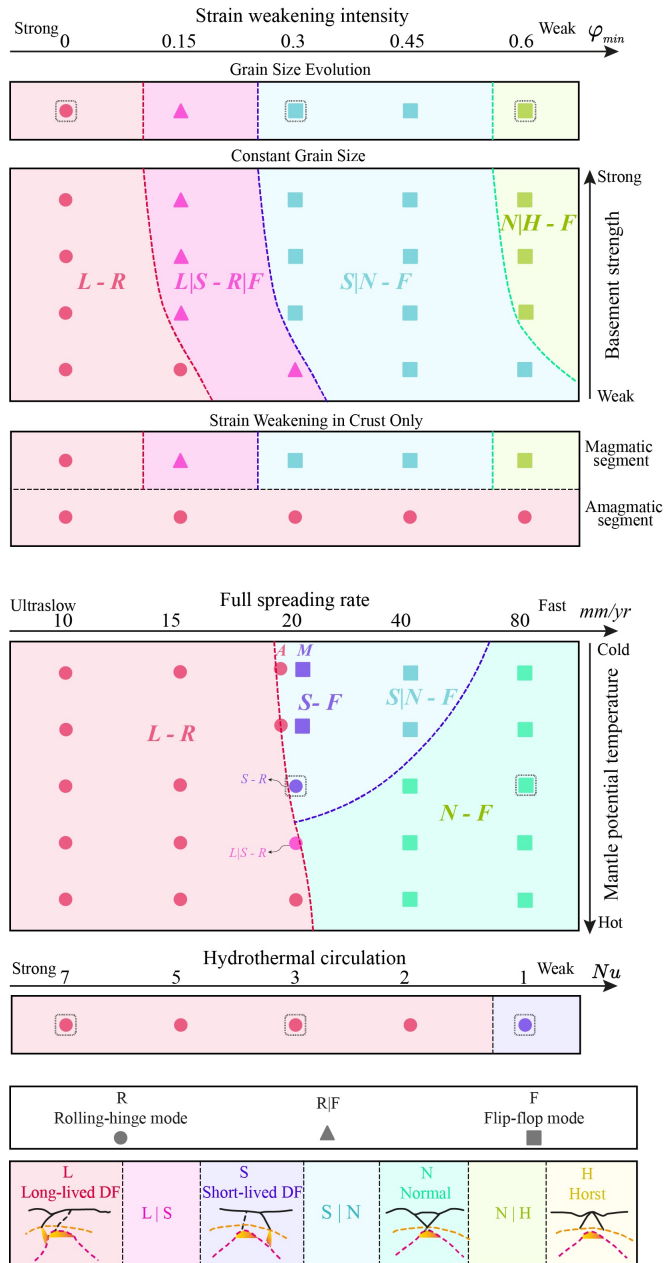 Strain weakening intensity
Strong Weak
0 0.15 0.3 0.45 0.6 φmin
Grain Size Evolution
Constant Grain Size
Strong
N|H - F
L - R L|S - R|F S|N - F
Basement strength
Weak
Strain Weakening in Crust Only
Magmatic
segment
Amagmatic
segment
Full spreading rate
Ultraslow Fast
10 15 20 40 80 mm/yr
Cold
A M
S- F S|N - F
L - R
S - R
N - F
L|S - R
Mantle potential temperature
Hot
Hydrothermal circulation
Strong Weak
7 5 3 2 1 Nu
R R|F F
Rolling-hinge mode Flip-flop mode
L S N H
Long-lived DF Short-lived DF Normal Horst
L | S S | N N | H